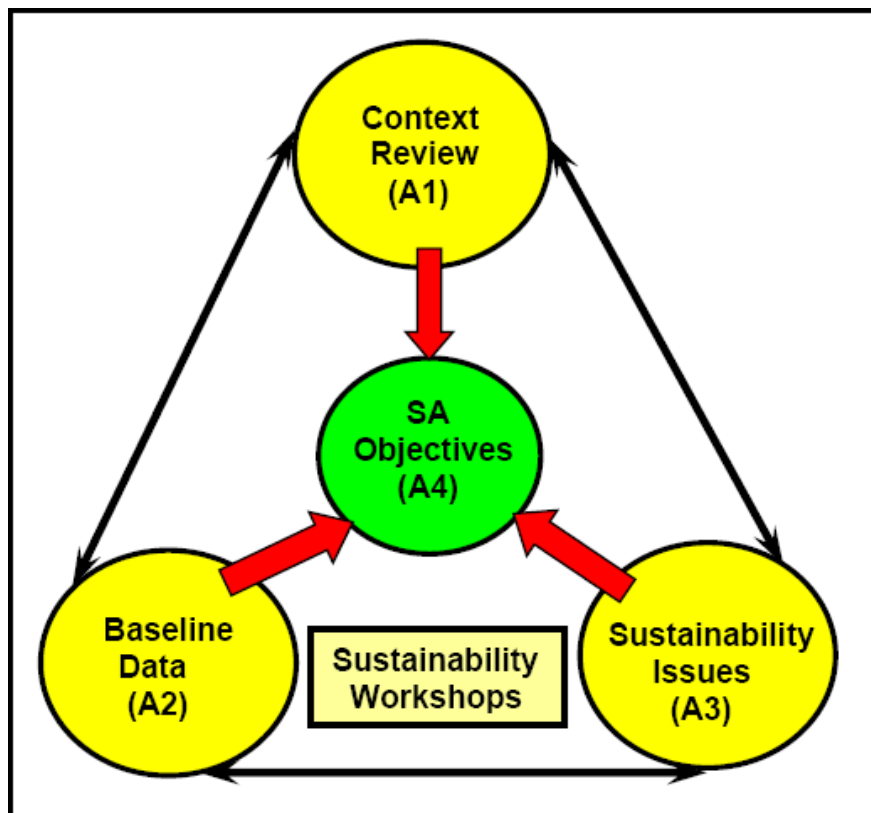 Context
Review
(A1)
SA
Objectives
(A4)
Baseline
Data
(A2)
Sustainability
Workshops
Sustainability
Issues
(A3)